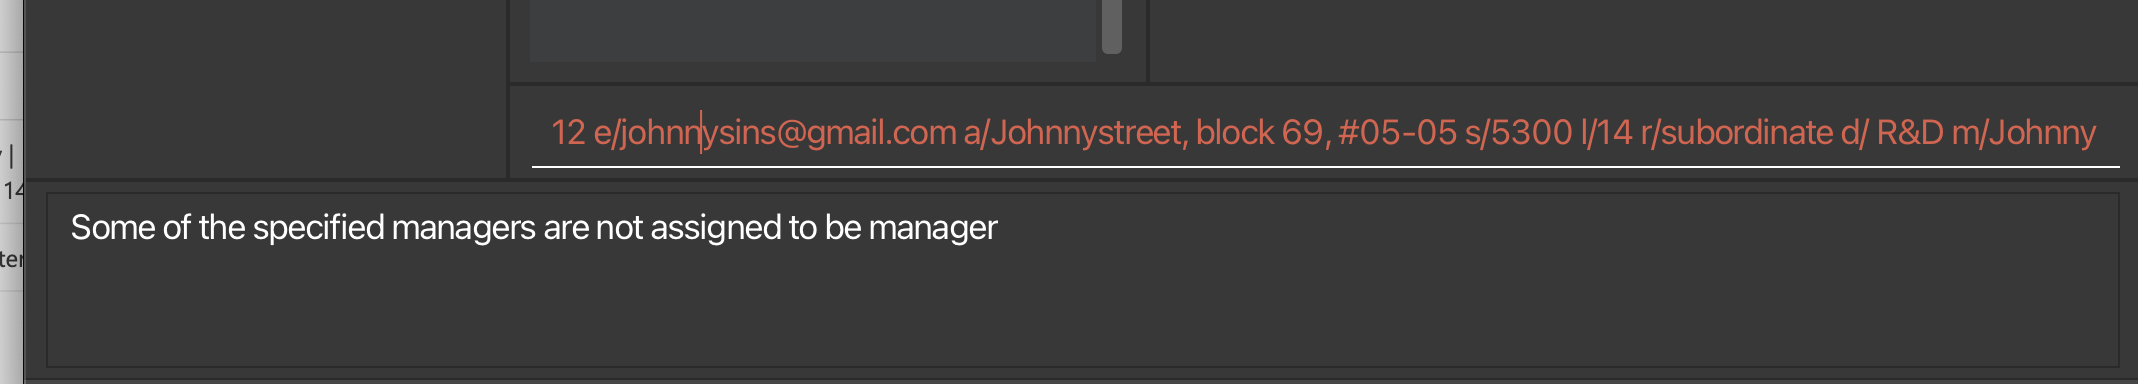 12 e/johnnysins@gmail.com a/Johnnystreet, block 69, #05-05 s/5300 l/14 r/subordinate d/ R&D m/Johnny
14
Some of the specified managers are not assigned to be manager